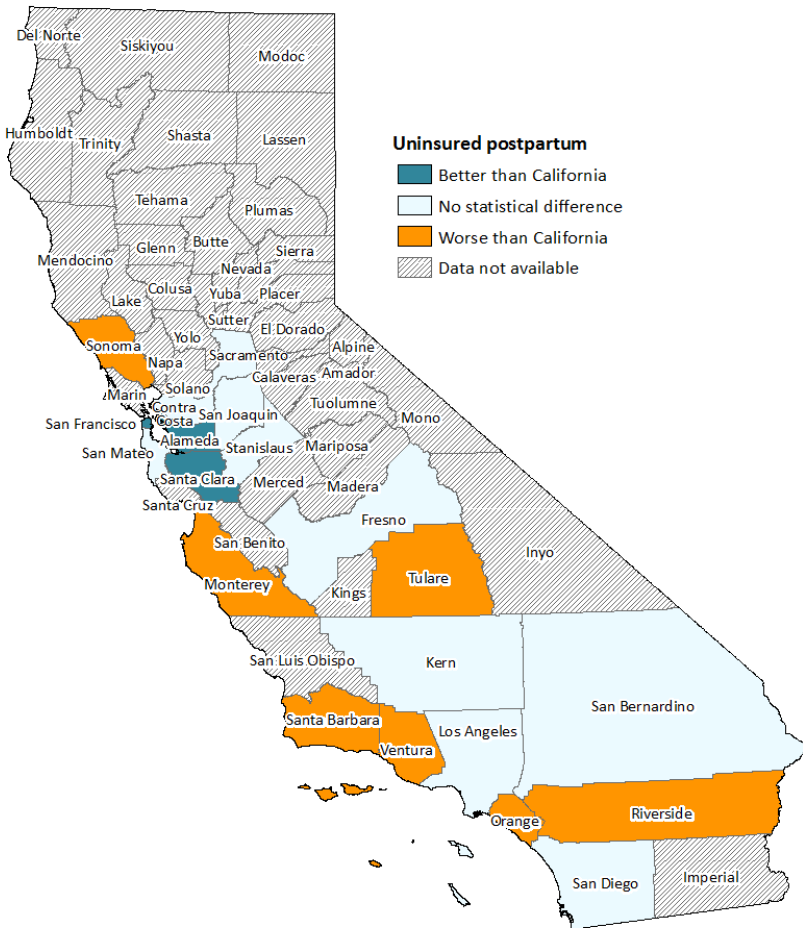 Del Norte
Siskiyou
Modoc
Humboldt
Trinity
Shasta
Lassen
Uninsured postpartum
Better than California
No statistical difference
Worse than California
Data not available
Tehama
Plumas
Mendocino
Glenn
Butte
Sierra
Nevada
Lake
Colusa
Yuba
Placer
Sutter
El Dorado
Sonoma
Yolo
Sacramento
Alpine
Napa
Amador
Solano
Calaveras
Marin
Contra
Costa
San Joaquin
Tuolumne
Mono
San Francisco
Alameda
San Mateo
Stanislaus
Mariposa
Santa Clara
Merced
Madera
Santa Cruz
Fresno
San Benito
Inyo
Monterey
Kings
Tulare
San Luis Obispo
Kern
San Bernardino
Santa Barbara
Los Angeles
Ventura
Orange
Riverside
San Diego
Imperial